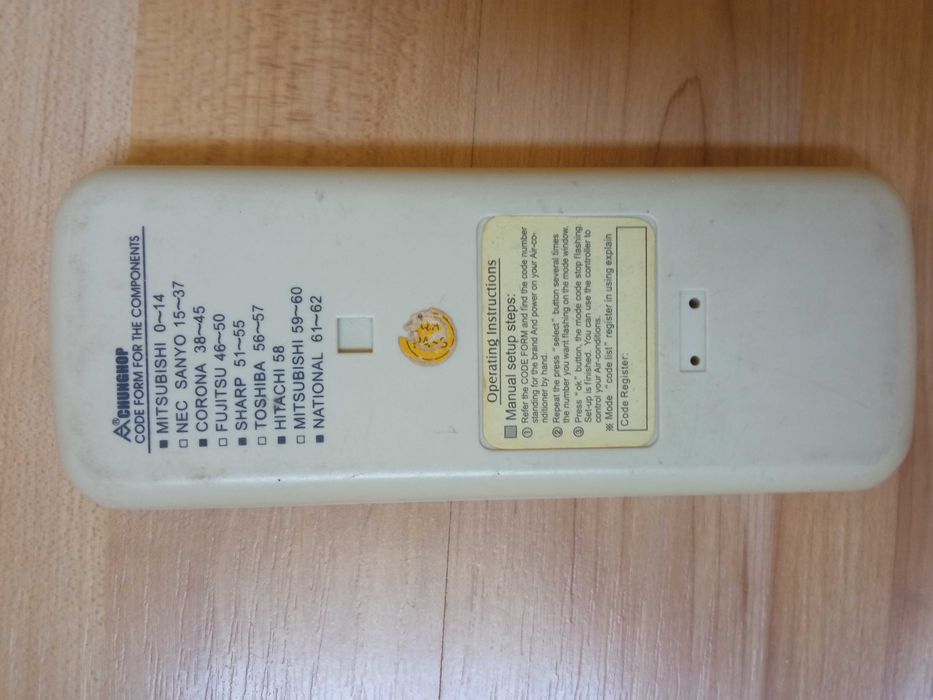 CHUNGHOP
CODE FORM FOR THE COMPONENTS
■ MITSUBISHI 0~14
□ NEC SANYO 15~37
■ CORONA 38~45
□ FUJITSU 46~50
■ SHARP 51~55
□ TOSHIBA 56~57
■ HITACHI 58
□ MITSUBISHI 59~60
■ NATIONAL 61~62
Operating Instructions
Manual setup steps:
① Refer the CODE FORM and find the code number
standing for the brand And power on your Air-co-
nditioner by hand.
② Repeat the press "select" button several times
the number you want flashing on the mode window.
③ Press "ok" button, the mode code stop flashing.
Set-up is finished. You can use the controller to
control your Air-conditions.
※ Mode "code list" register in using explain
Code Register: